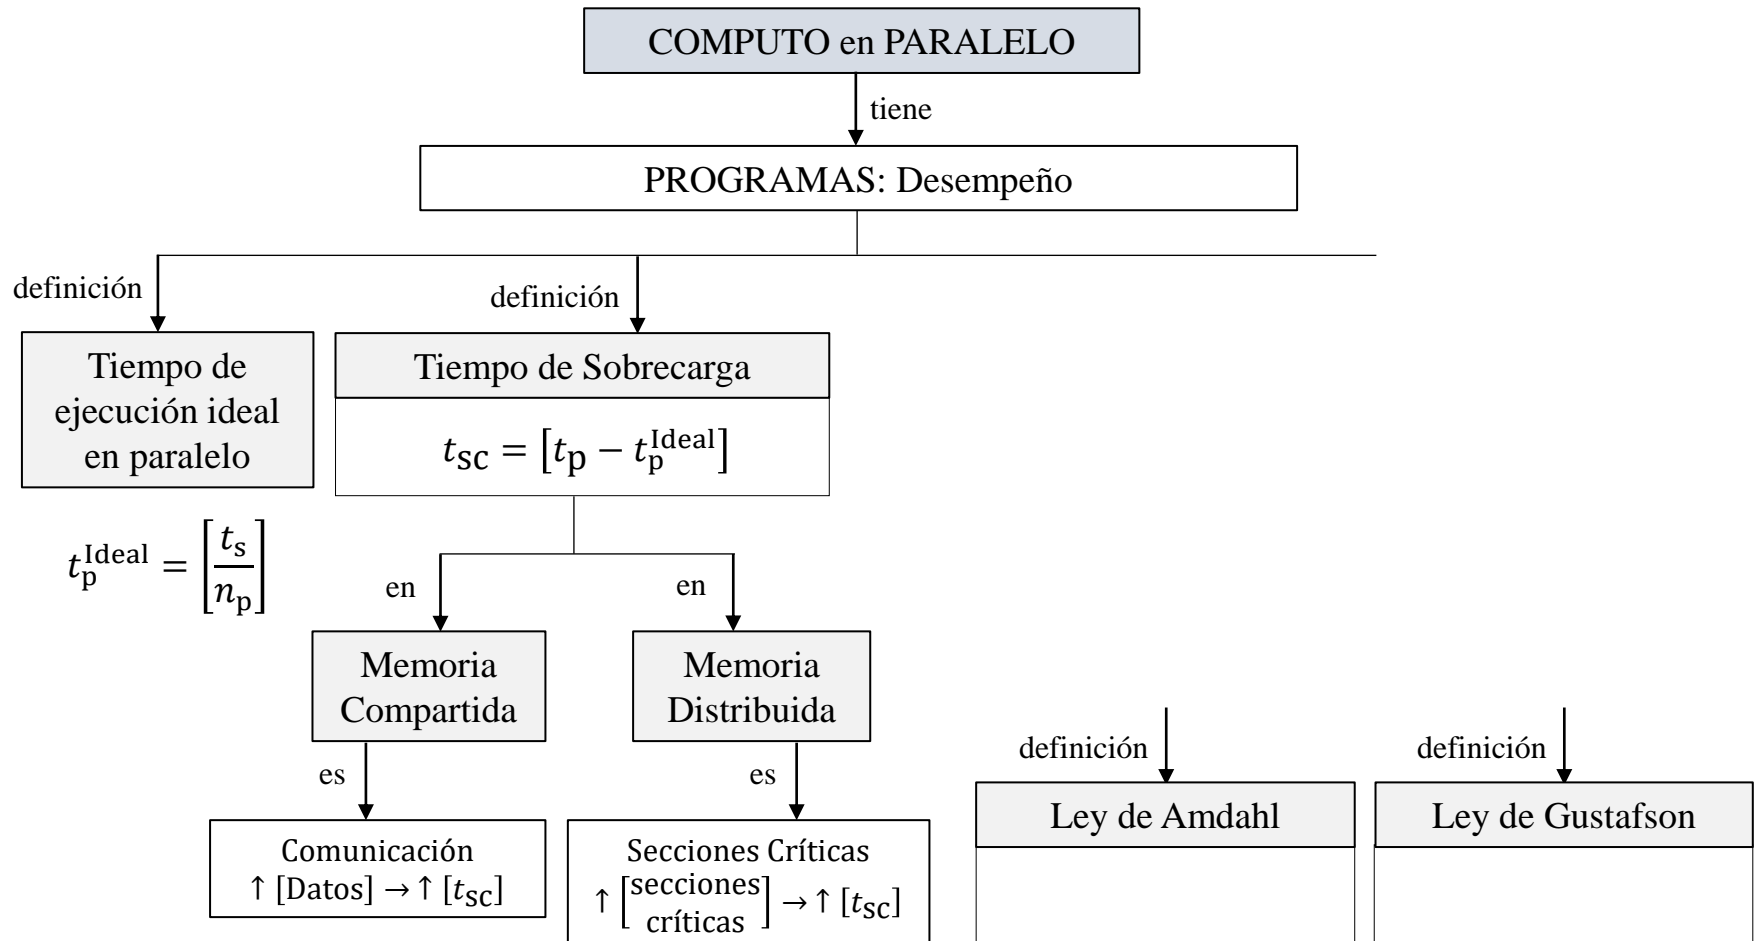 COMPUTO en PARALELO
tiene
PROGRAMAS: Desempeño
definición
definición
Tiempo de
ejecución ideal
en paralelo
Tiempo de Sobrecarga
t_sc = [t_p − t_p^Ideal]
t_p^Ideal = [t_s / n_p]
en
en
Memoria
Compartida
Memoria
Distribuida
es
es
Comunicación
↑ [Datos] → ↑ [t_sc]
Secciones Críticas
↑ [secciones
críticas] → ↑ [t_sc]
definición
definición
Ley de Amdahl
Ley de Gustafson